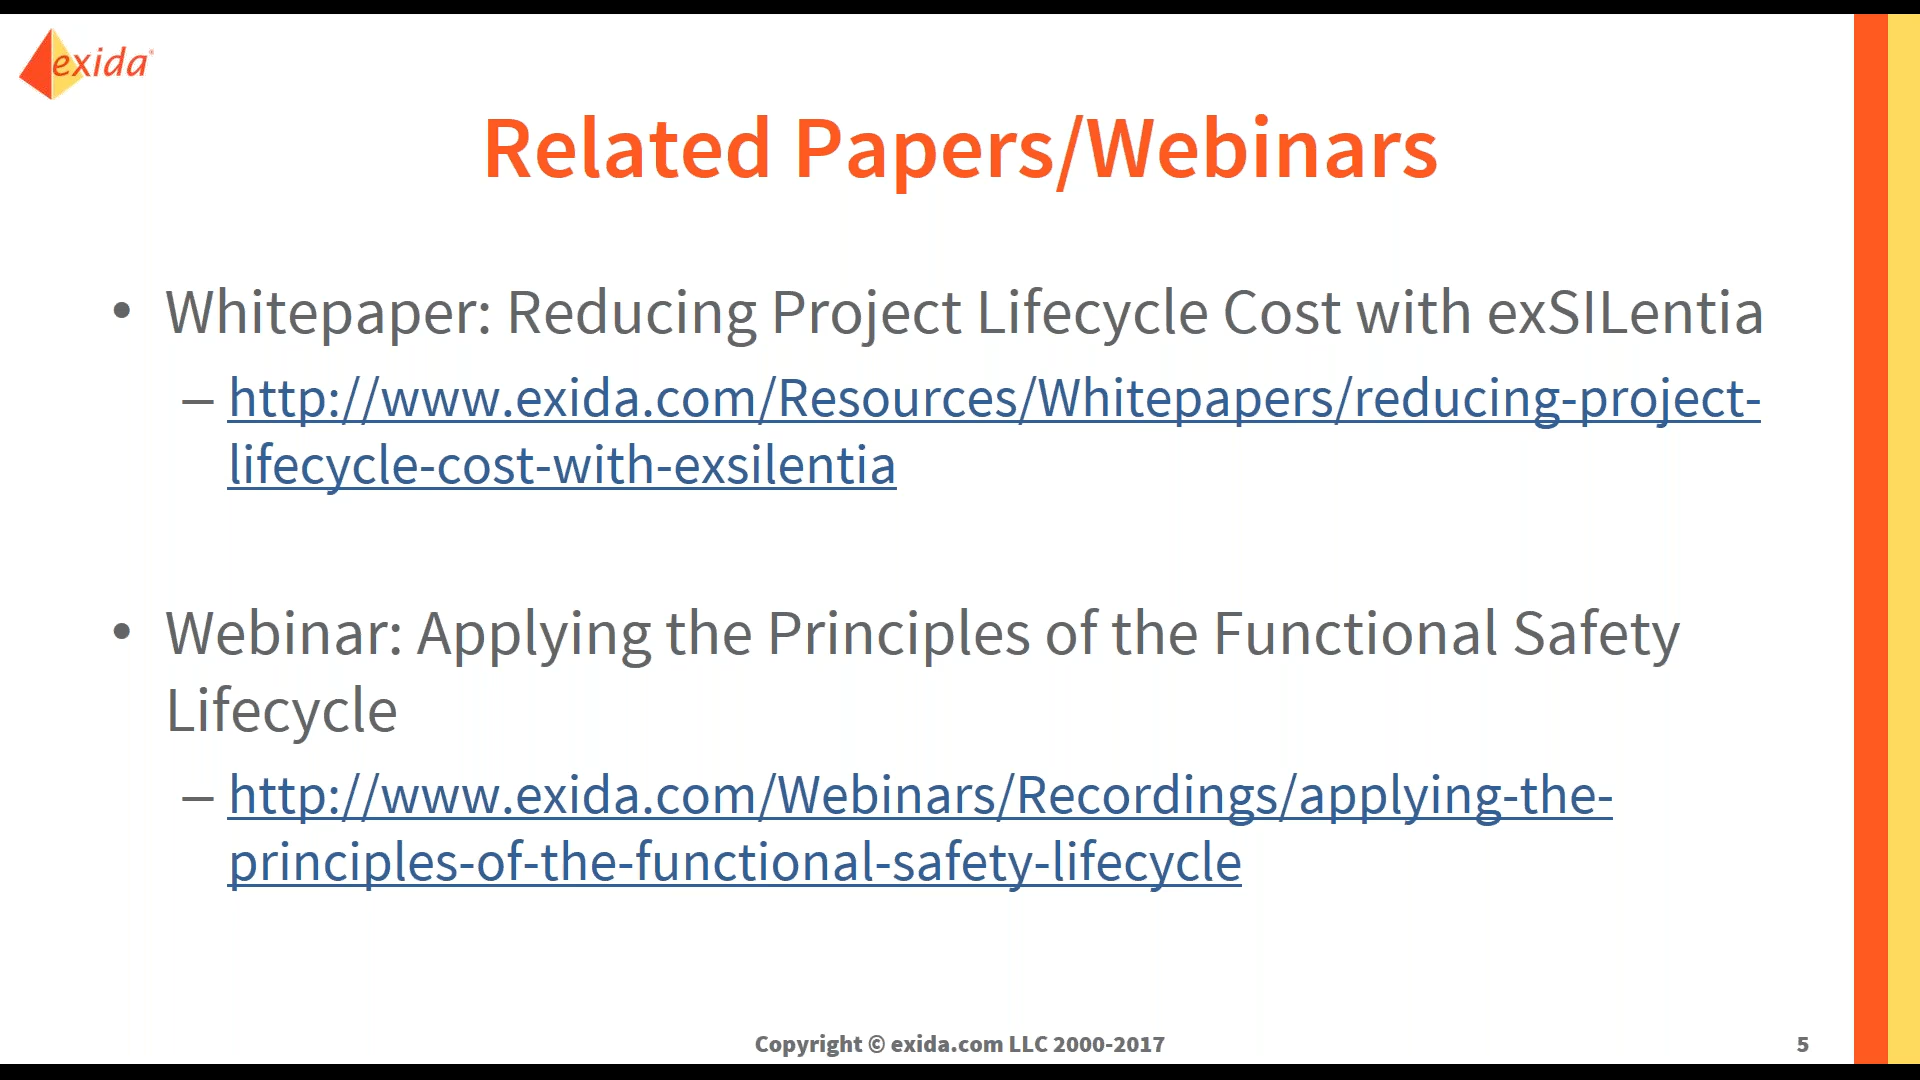 exida
Related Papers/Webinars
• Whitepaper: Reducing Project Lifecycle Cost with exSILentia
– http://www.exida.com/Resources/Whitepapers/reducing-project-
lifecycle-cost-with-exsilentia
• Webinar: Applying the Principles of the Functional Safety
Lifecycle
– http://www.exida.com/Webinars/Recordings/applying-the-
principles-of-the-functional-safety-lifecycle
Copyright © exida.com LLC 2000-2017
5